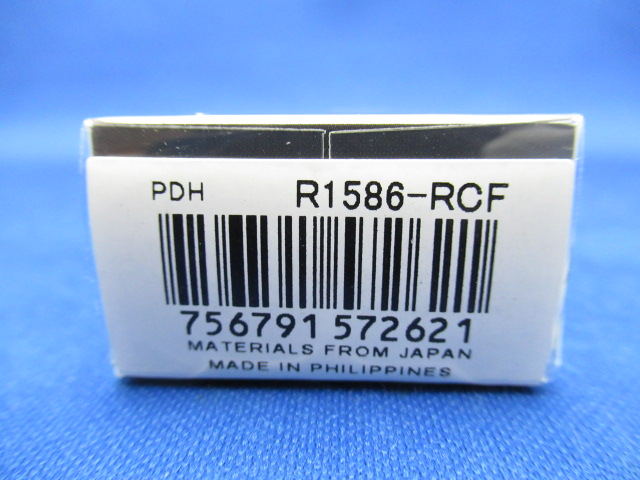 PDH R1586-RCF
756791 572621
MATERIALS FROM JAPAN
MADE IN PHILIPPINES